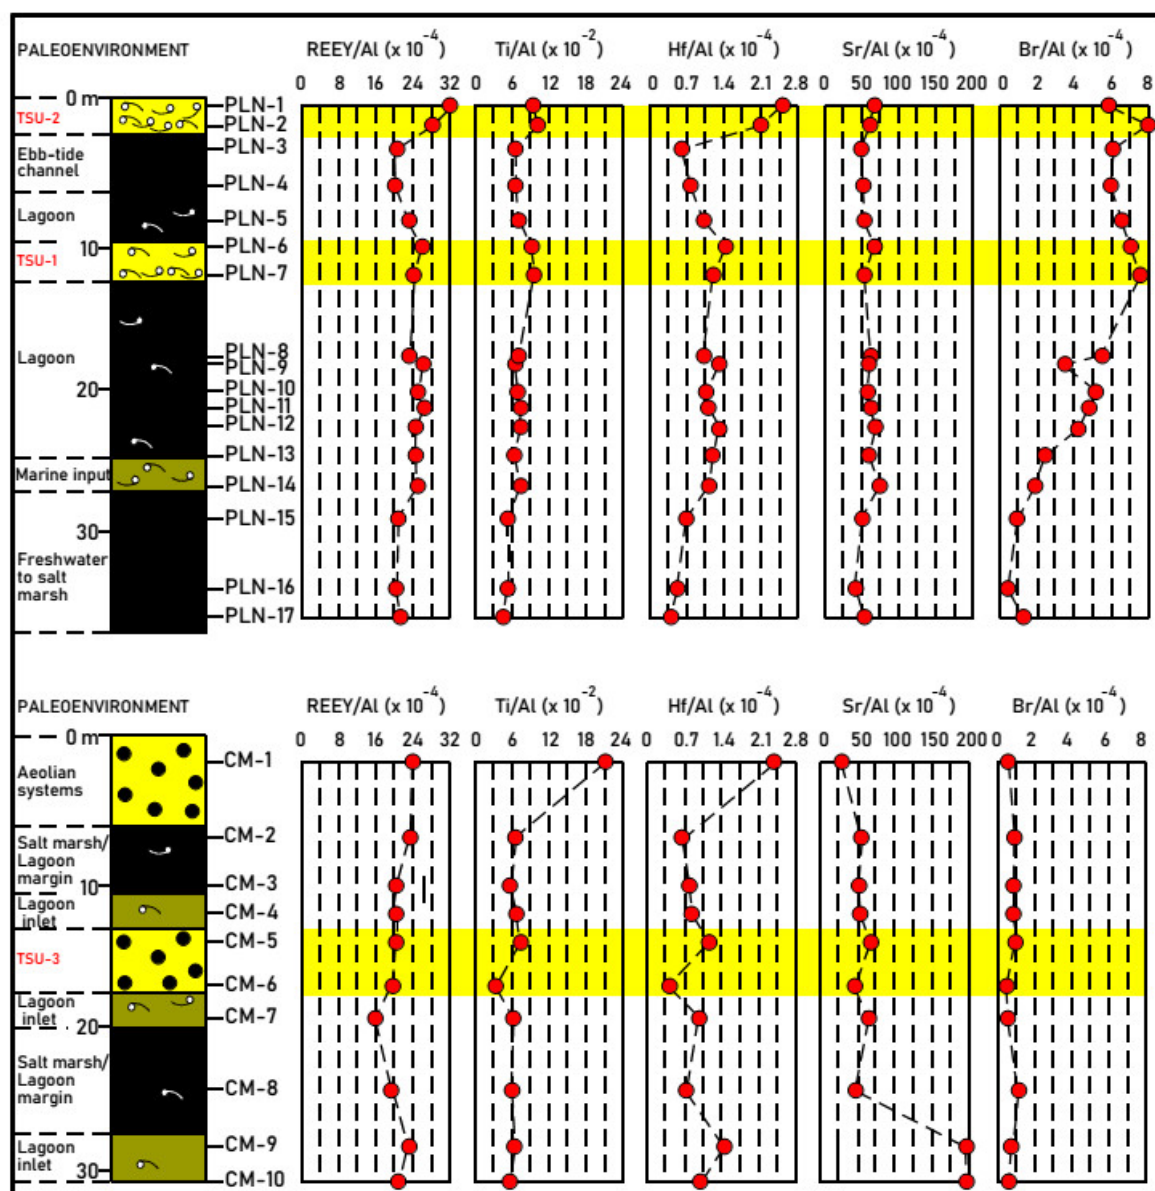 PALEOENVIRONMENT REEY/Al (x 10⁻⁴) Ti/Al (x 10⁻²) Hf/Al (x 10⁻⁴) Sr/Al (x 10⁻⁴) Br/Al (x 10⁻⁴)
0 8 16 24 32 0 6 12 18 24 0 0.7 1.4 2.1 2.8 0 50 100 150 200 0 2 4 6 8
0 m
PLN-1
TSU-2
PLN-2
PLN-3
Ebb-tide
channel
PLN-4
Lagoon
PLN-5
10
PLN-6
TSU-1
PLN-7
PLN-8
Lagoon
PLN-9
20
PLN-10
PLN-11
PLN-12
PLN-13
Marine input
PLN-14
PLN-15
30
Freshwater
to salt
marsh
PLN-16
PLN-17
PALEOENVIRONMENT REEY/Al (x 10⁻⁴) Ti/Al (x 10⁻²) Hf/Al (x 10⁻⁴) Sr/Al (x 10⁻⁴) Br/Al (x 10⁻⁴)
0 8 16 24 32 0 6 12 18 24 0 0.7 1.4 2.1 2.8 0 50 100 150 200 0 2 4 6 8
0 m
CM-1
Aeolian
systems
CM-2
Salt marsh/
Lagoon
margin
10
CM-3
Lagoon
inlet
CM-4
CM-5
TSU-3
CM-6
Lagoon
inlet
CM-7
20
Salt marsh/
Lagoon
margin
CM-8
CM-9
Lagoon
inlet
30
CM-10